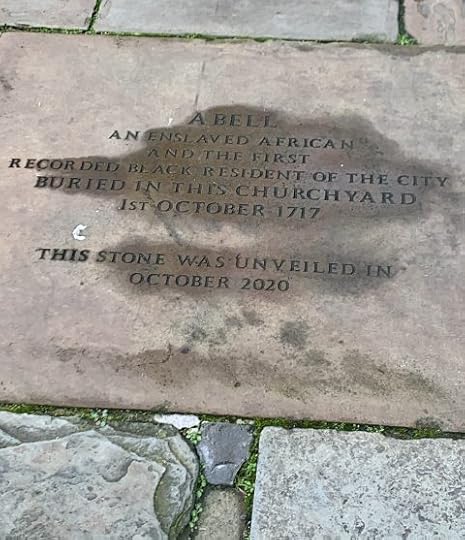 ABELL
AN ENSLAVED AFRICAN
AND THE FIRST
RECORDED BLACK RESIDENT OF THE CITY
BURIED IN THIS CHURCHYARD
1ST OCTOBER 1717
THIS STONE WAS UNVEILED IN
OCTOBER 2020